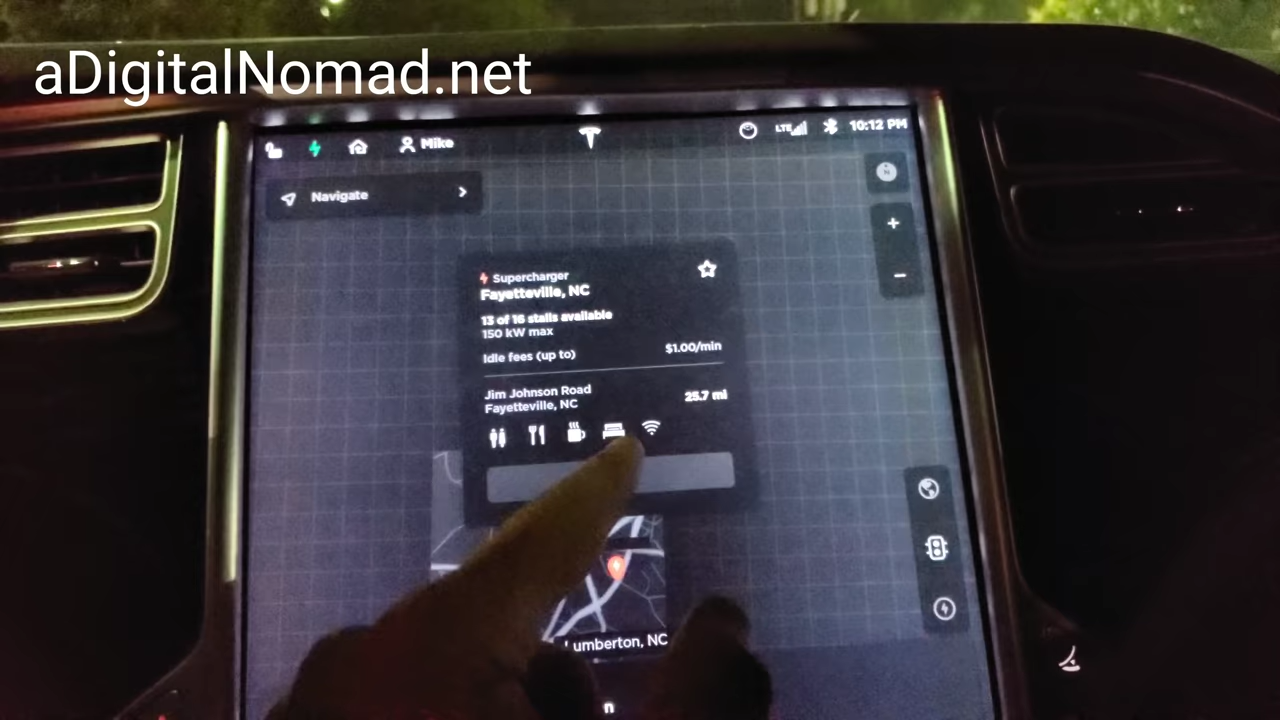 aDigitalNomad.net
Mike
LTE
10:12 PM
Navigate
N
Supercharger
Fayetteville, NC
13 of 16 stalls available
150 kW max
Idle fees (up to) $1.00/min
Jim Johnson Road
Fayetteville, NC
25.7 mi
Lumberton, NC
n